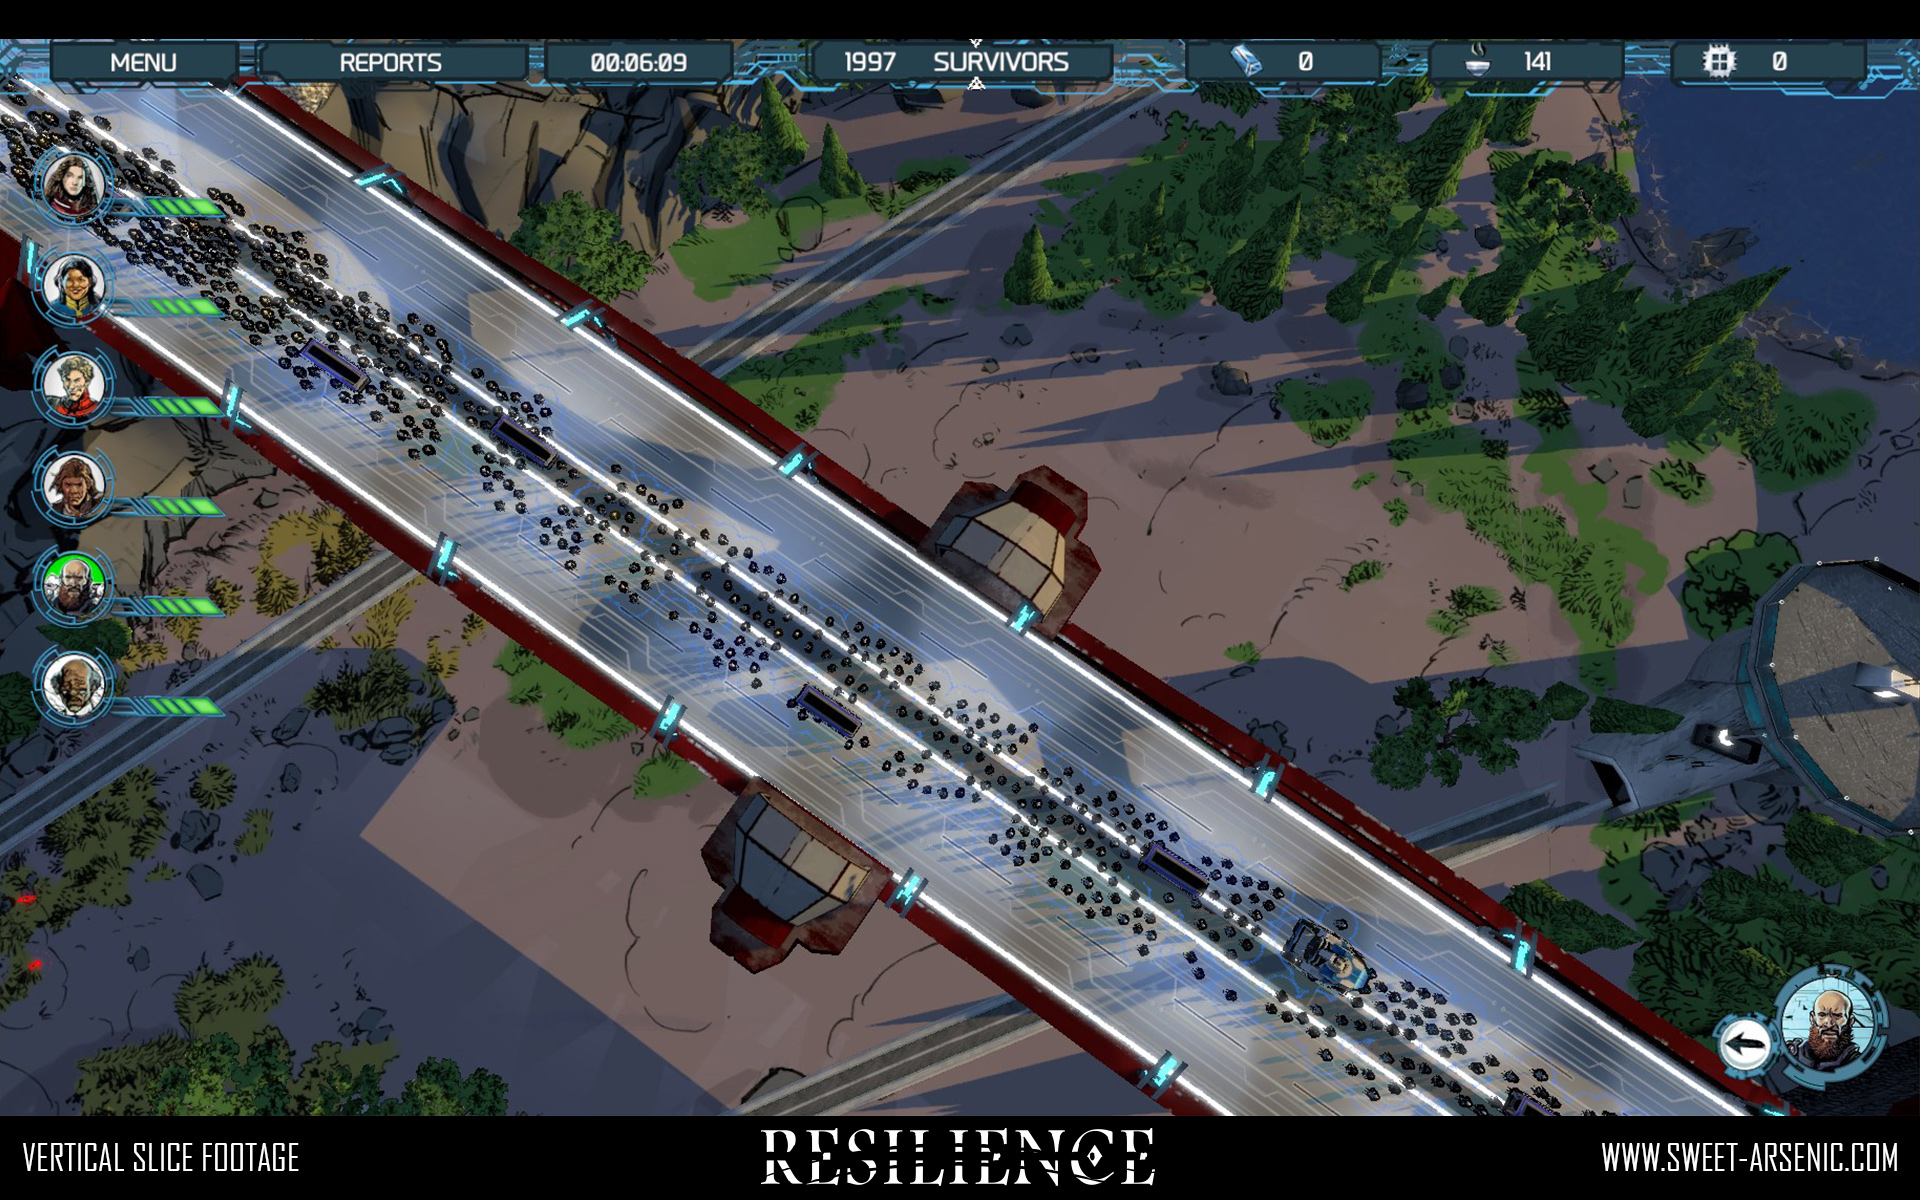 MENU
REPORTS
00:06:09
1997 SURVIVORS
0
141
0
VERTICAL SLICE FOOTAGE
RESILIENCE
WWW.SWEET-ARSENIC.COM